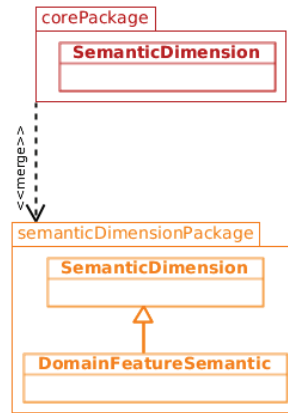 corePackage
SemanticDimension
<<merge>>
semanticDimensionPackage
SemanticDimension
DomainFeatureSemantic